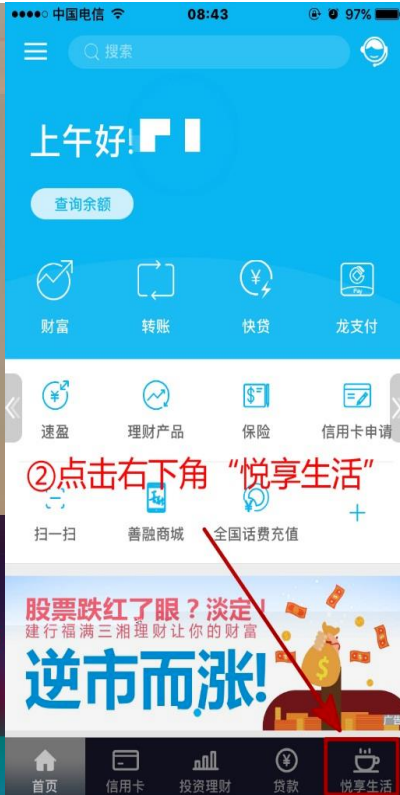 中国电信 08:43 97%
搜索
上午好!
查询余额
财富 转账 快贷 龙支付
Pay
速盈 理财产品 保险 信用卡申请
②点击右下角“悦享生活”
扫一扫 善融商城 全国话费充值
股票跌红了眼？淡定！
建行福满三湘理财让你的财富
逆市而涨!
广告
首页 信用卡 投资理财 贷款 悦享生活